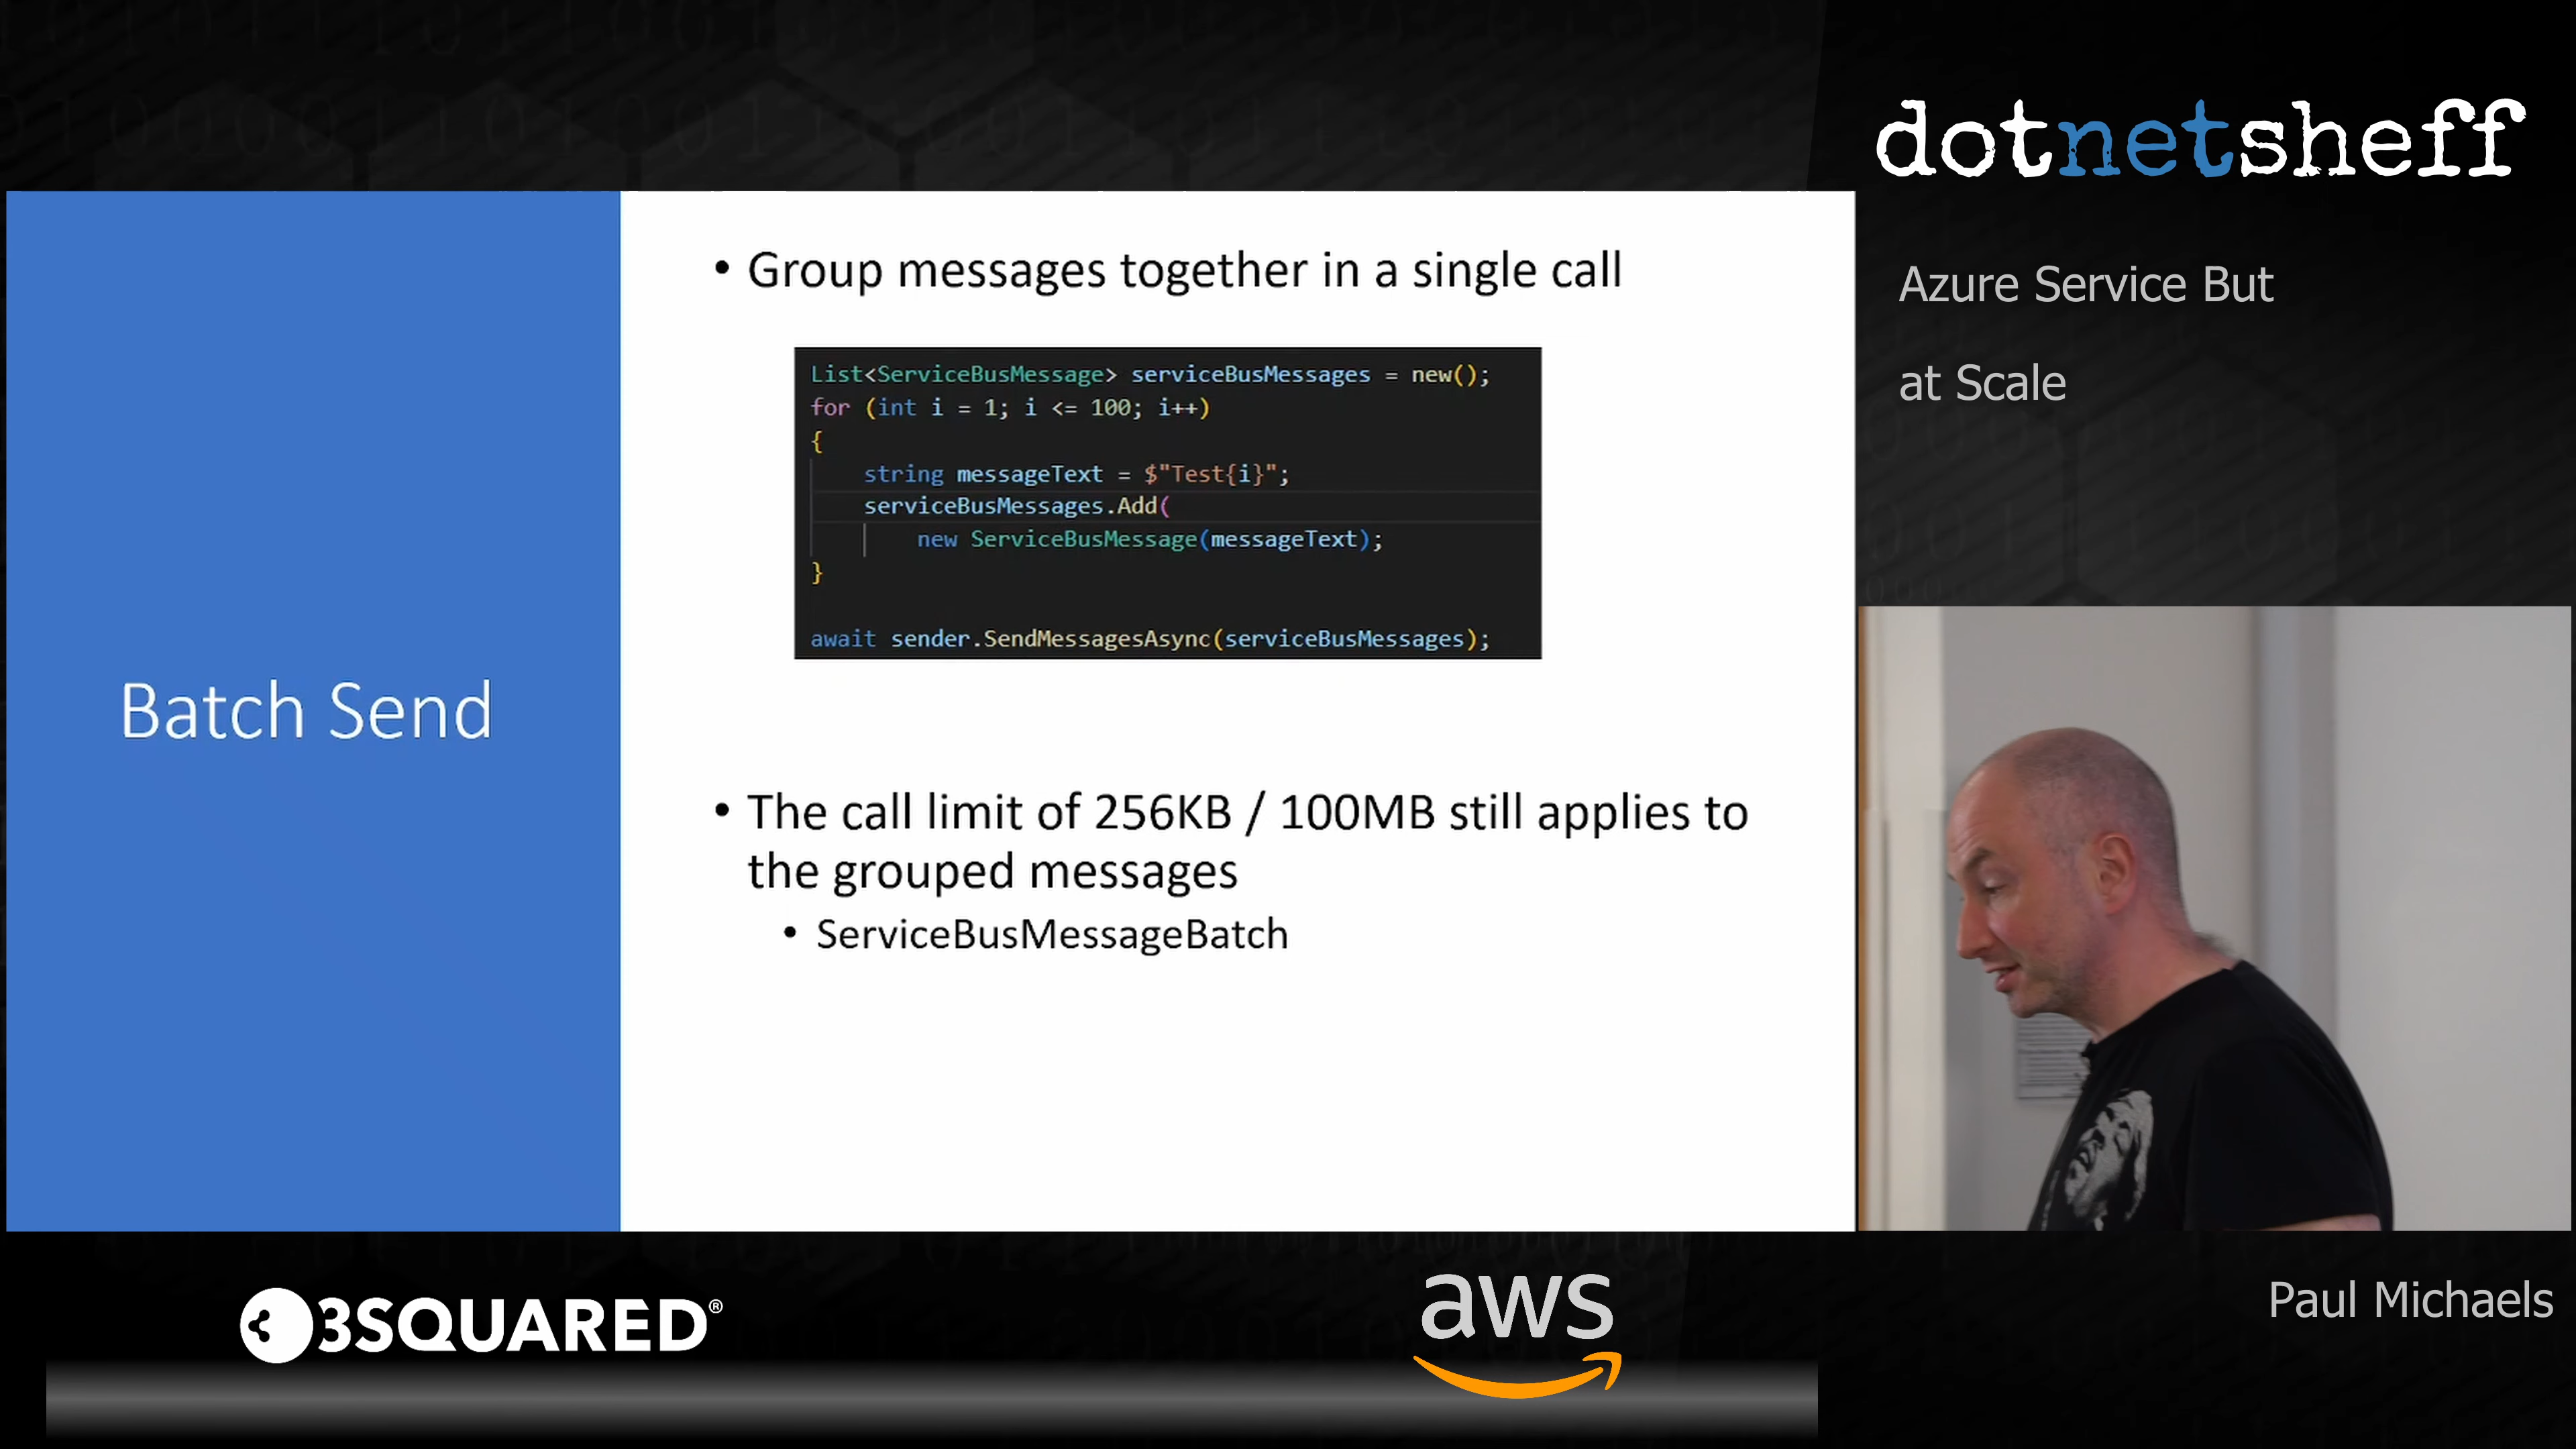 dotnetsheff
Azure Service But
at Scale
Batch Send
• Group messages together in a single call
List<ServiceBusMessage> serviceBusMessages = new();
for (int i = 1; i <= 100; i++)
{
    string messageText = $"Test{i}";
    serviceBusMessages.Add(
        new ServiceBusMessage(messageText);
}
await sender.SendMessagesAsync(serviceBusMessages);
• The call limit of 256KB / 100MB still applies to
the grouped messages
• ServiceBusMessageBatch
3SQUARED®
aws
Paul Michaels